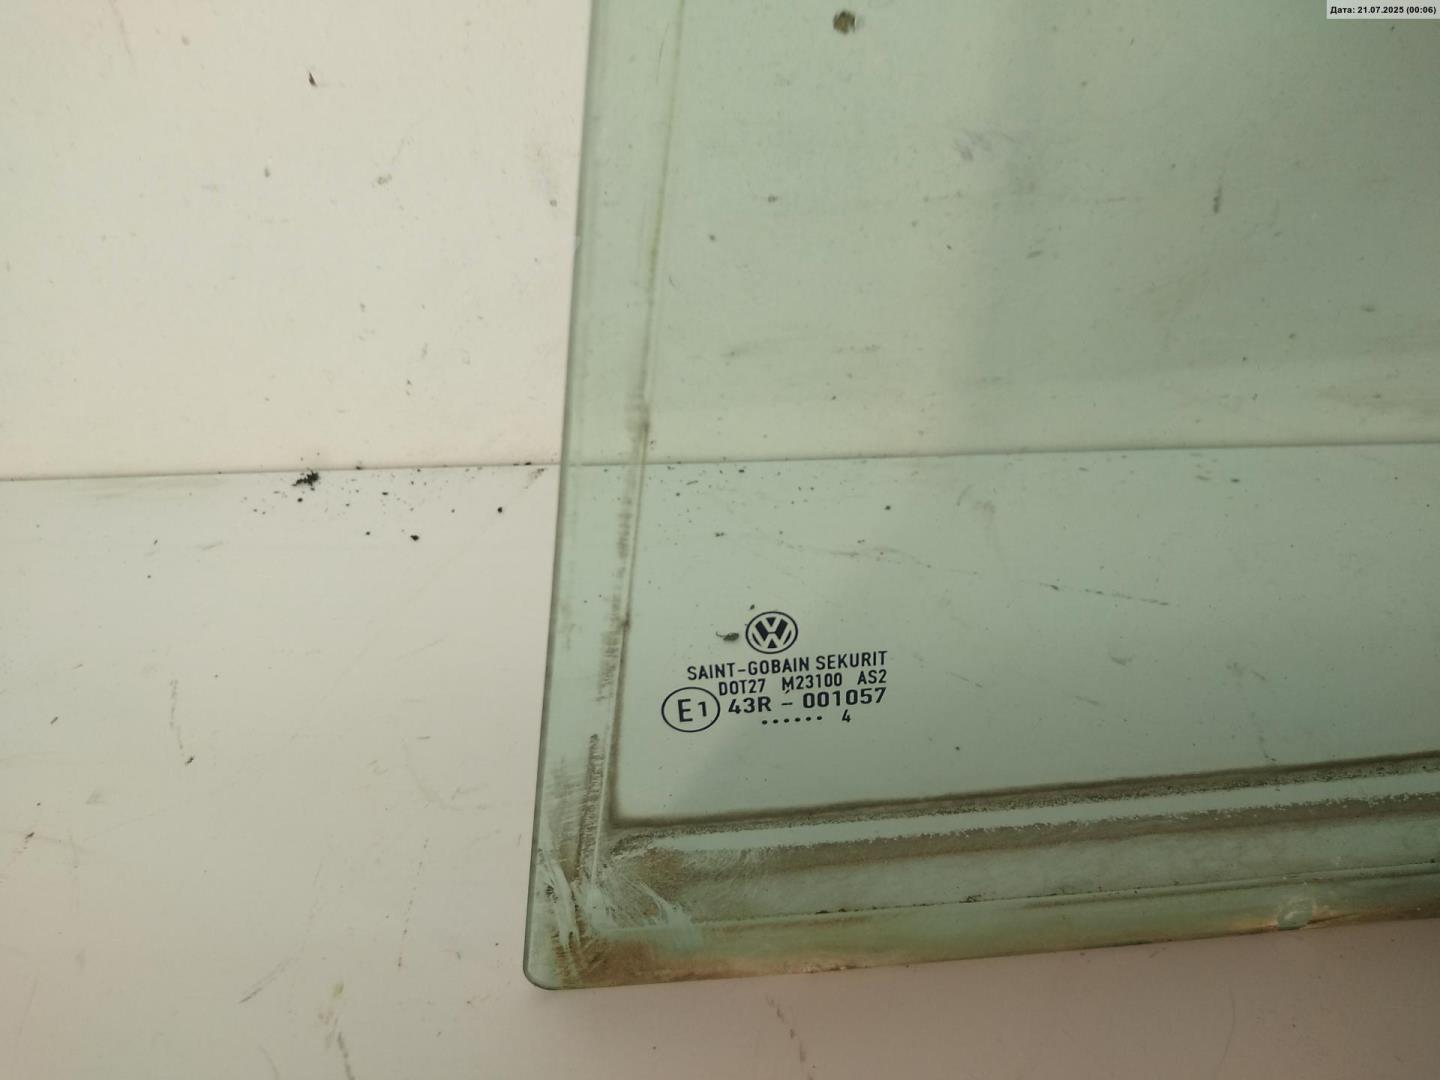 Дата: 21.07.2025 (00:06)
SAINT-GOBAIN SEKURIT
DOT27 M23100 AS2
E1 43R - 001057
...... 4